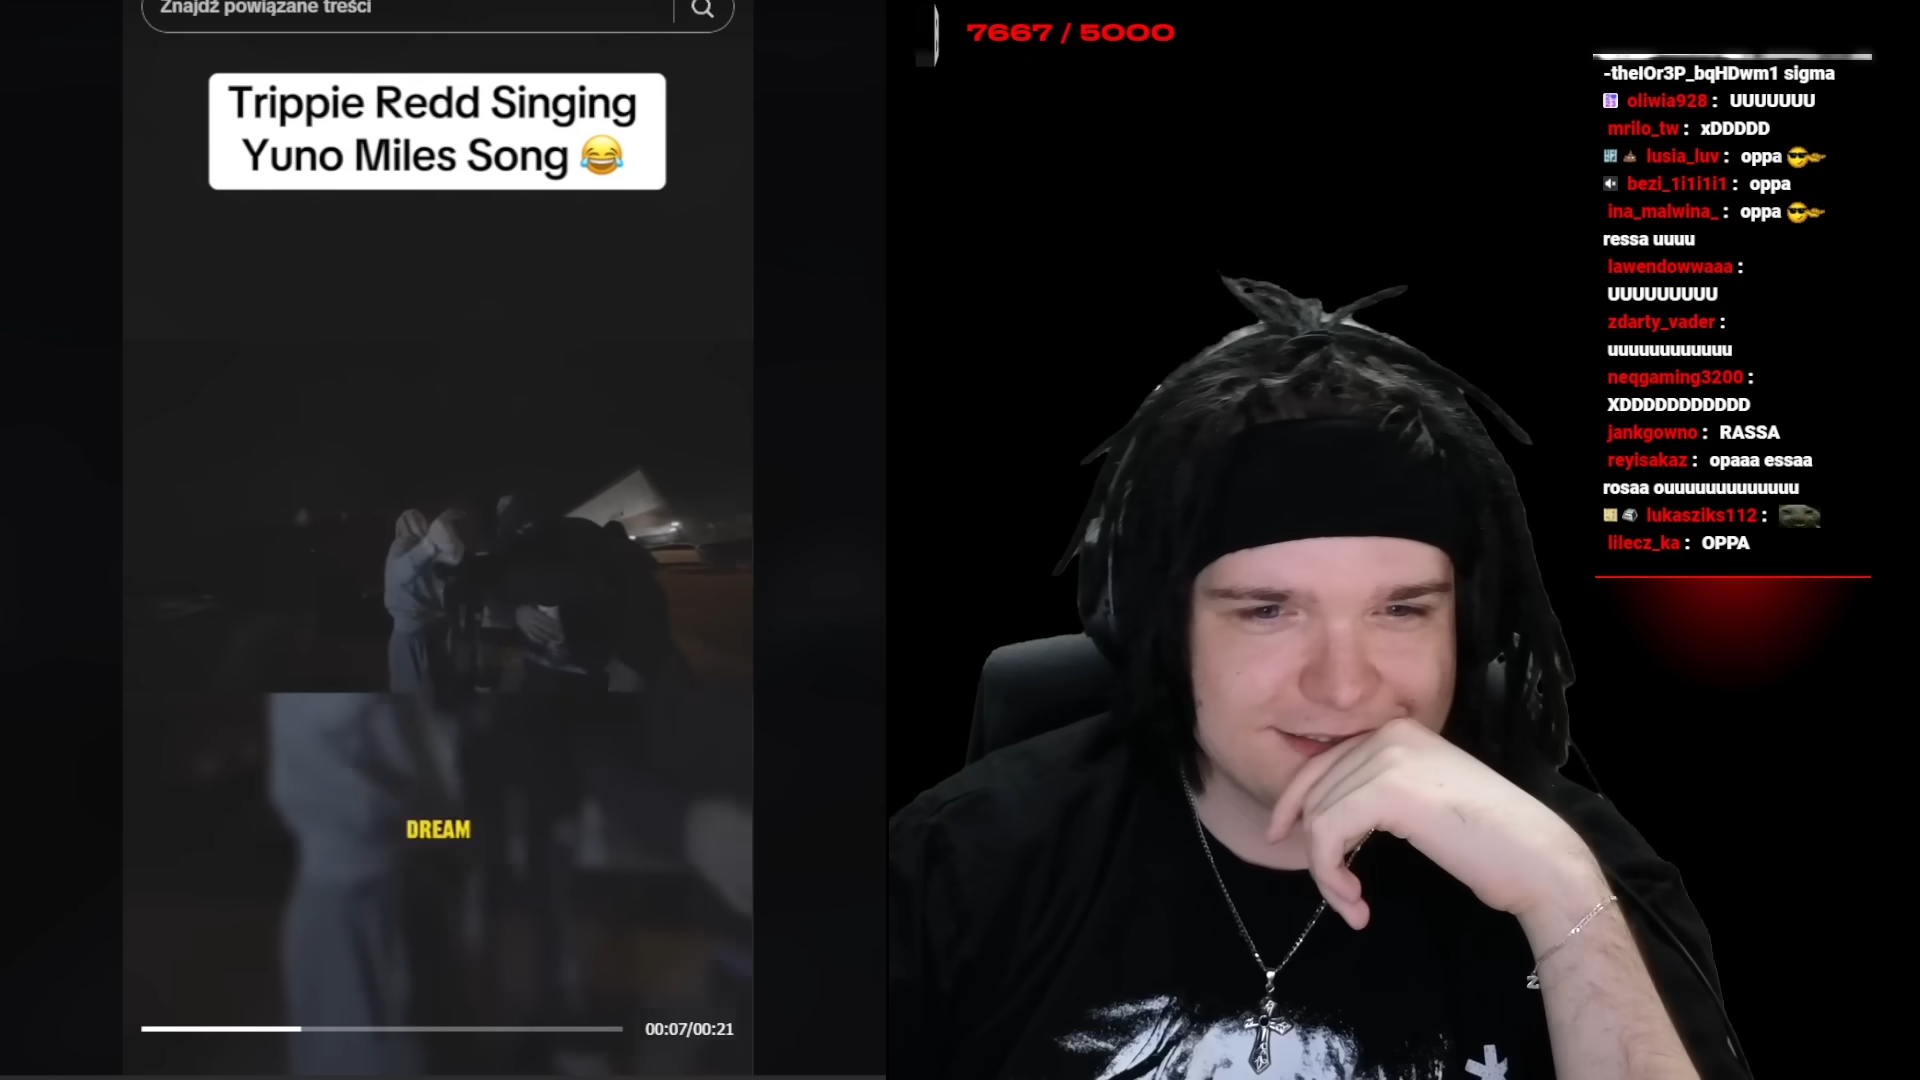 Znajdź powiązane treści
Trippie Redd Singing
Yuno Miles Song 😂
DREAM
00:07/00:21
7667 / 5000
-theIOr3P_bqHDwm1 sigma
oliwia928 : UUUUUUU
mrilo_tw : xDDDDD
lusia_luv : oppa
bezi_1i1i1i1 : oppa
ina_malwina_ : oppa
ressa uuuu
lawendowwaaa :
UUUUUUUUU
zdarty_vader :
uuuuuuuuuuuu
neqgaming3200 :
XDDDDDDDDDDD
jankgowno : RASSA
reyisakaz : opaaa essaa
rosaa ouuuuuuuuuuuuu
lukasziks112 :
lilecz_ka : OPPA